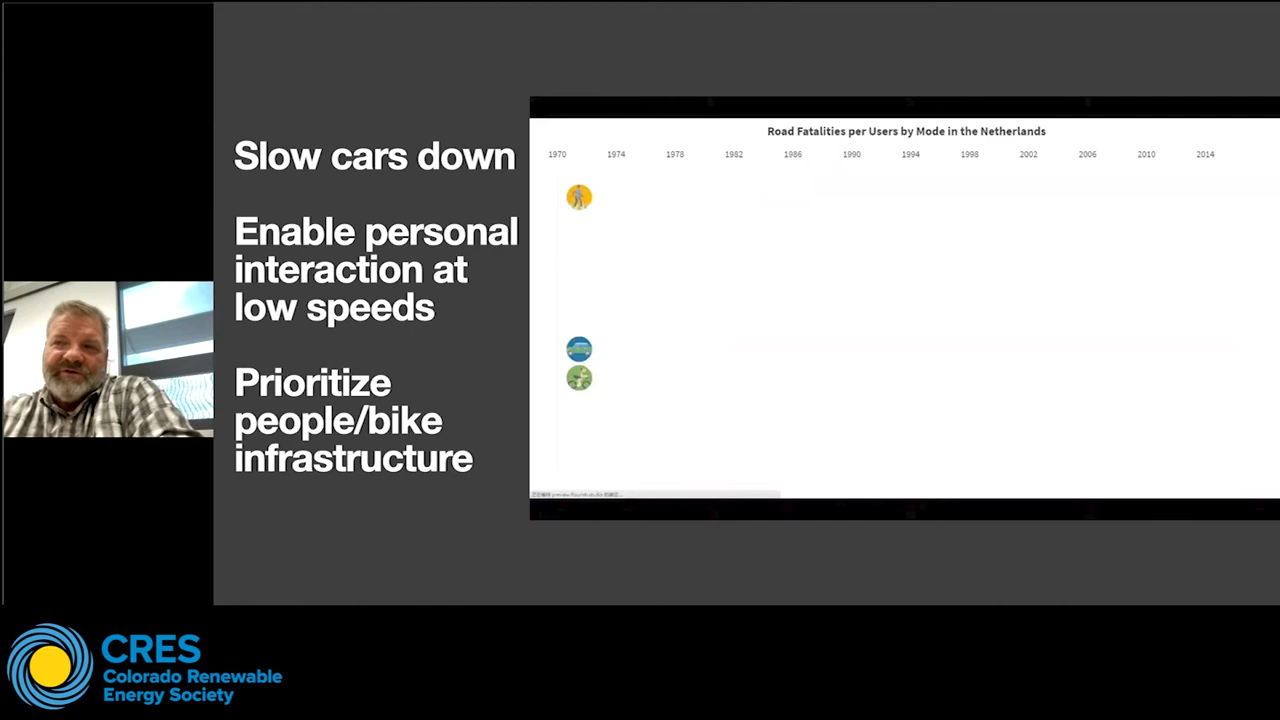 Slow cars down
Enable personal
interaction at
low speeds
Prioritize
people/bike
infrastructure
Road Fatalities per Users by Mode in the Netherlands
1970 1974 1978 1982 1986 1990 1994 1998 2002 2006 2010 2014
CRES
Colorado Renewable
Energy Society